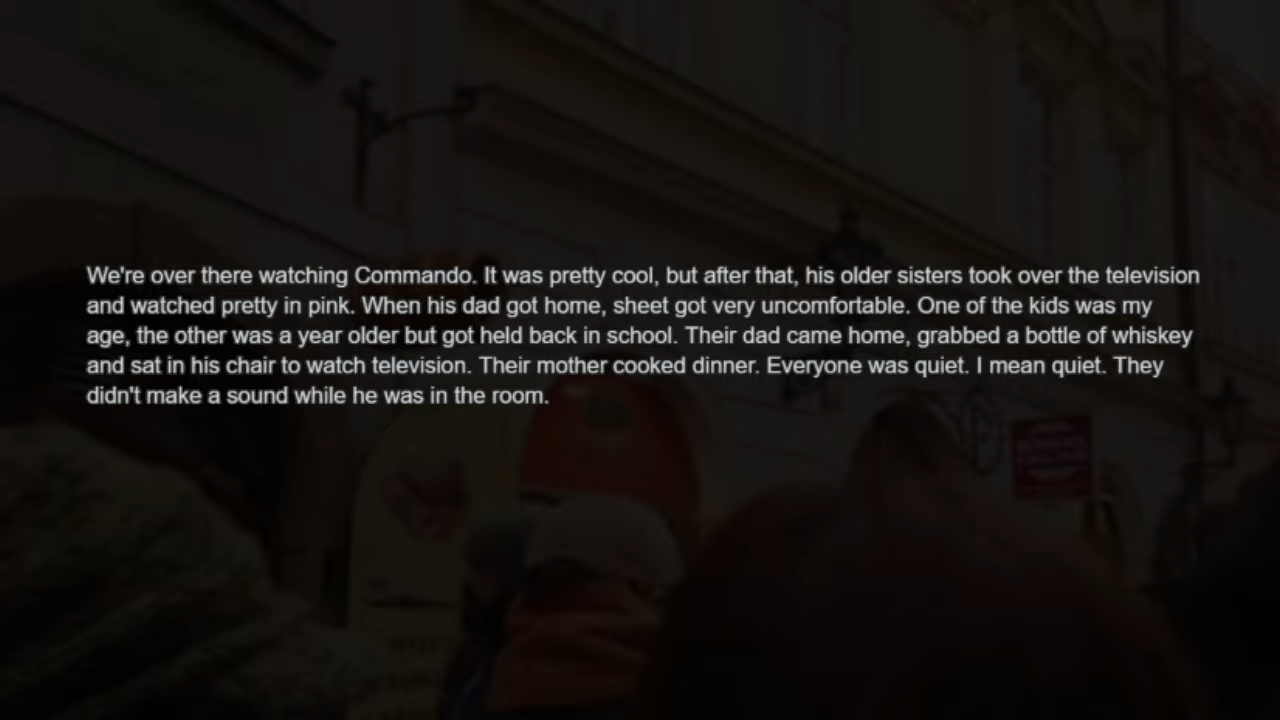 We're over there watching Commando. It was pretty cool, but after that, his older sisters took over the television
and watched pretty in pink. When his dad got home, sheet got very uncomfortable. One of the kids was my
age, the other was a year older but got held back in school. Their dad came home, grabbed a bottle of whiskey
and sat in his chair to watch television. Their mother cooked dinner. Everyone was quiet. I mean quiet. They
didn't make a sound while he was in the room.